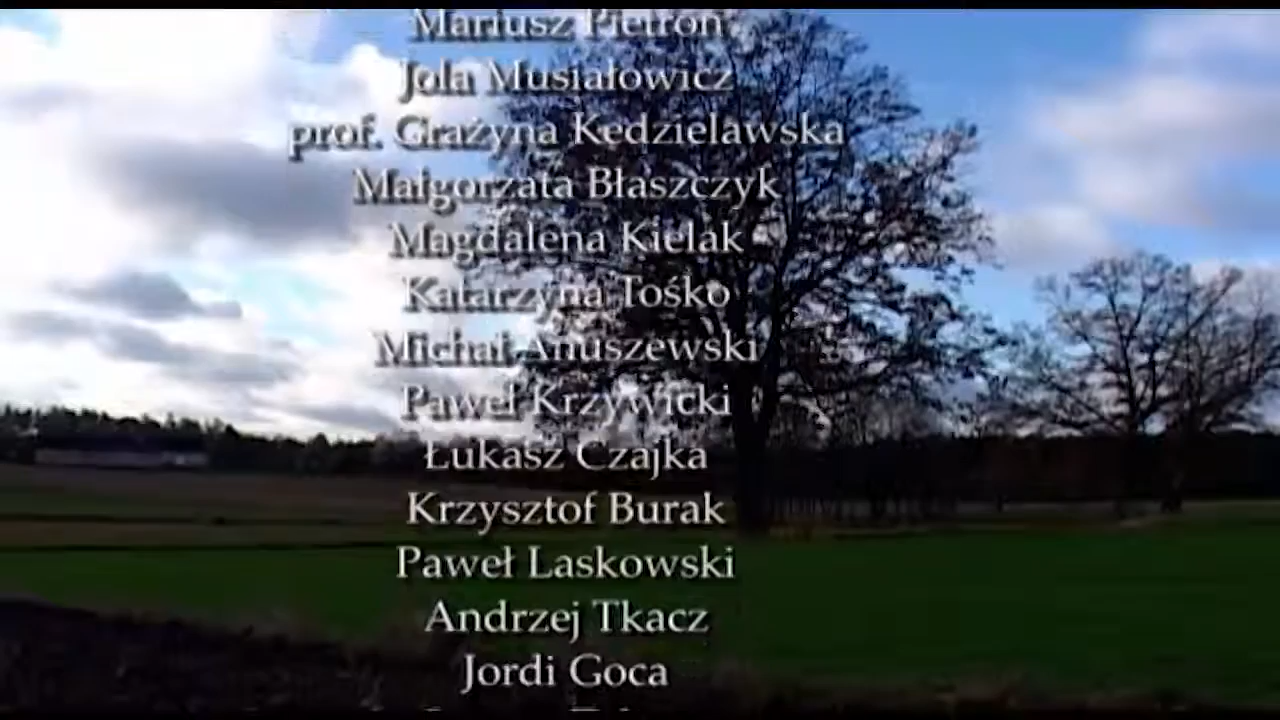 Mariusz Pietroń
Jola Musiałowicz
prof. Grażyna Kędzielawska
Małgorzata Błaszczyk
Magdalena Kielak
Katarzyna Tośko
Michał Anuszewski
Paweł Krzywicki
Łukasz Czajka
Krzysztof Burak
Paweł Laskowski
Andrzej Tkacz
Jordi Goca